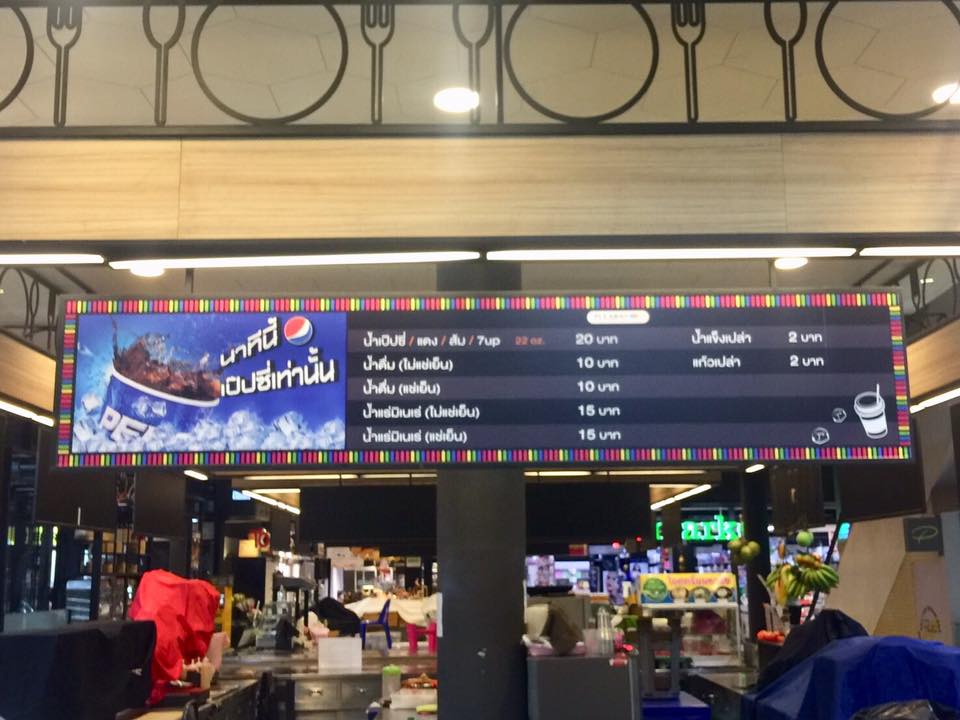 นาทีนี้
เป๊ปซี่เท่านั้น
น้ำเป๊ปซี่ / แดง / ส้ม / 7up 22 oz. 20 บาท
น้ำดื่ม (ไม่แช่เย็น) 10 บาท
น้ำดื่ม (แช่เย็น) 10 บาท
น้ำแร่มิเนเร่ (ไม่แช่เย็น) 15 บาท
น้ำแร่มิเนเร่ (แช่เย็น) 15 บาท
น้ำแข็งเปล่า 2 บาท
แก้วเปล่า 2 บาท